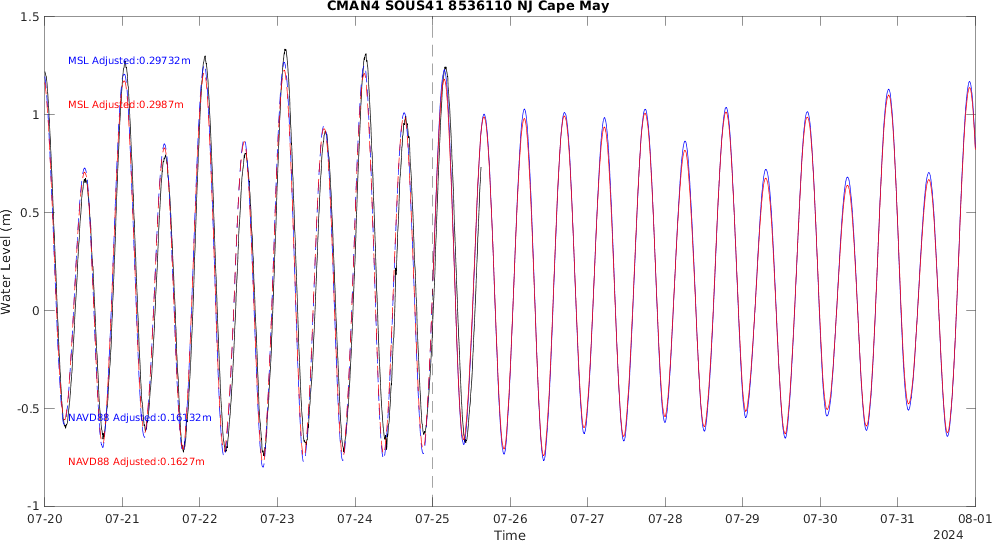 CMAN4 SOUS41 8536110 NJ Cape May
1.5
1
0.5
0
-0.5
-1
Water Level (m)
MSL Adjusted:0.29732m
MSL Adjusted:0.2987m
NAVD88 Adjusted:0.16132m
NAVD88 Adjusted:0.1627m
07-20 07-21 07-22 07-23 07-24 07-25 07-26 07-27 07-28 07-29 07-30 07-31 08-01
Time
2024